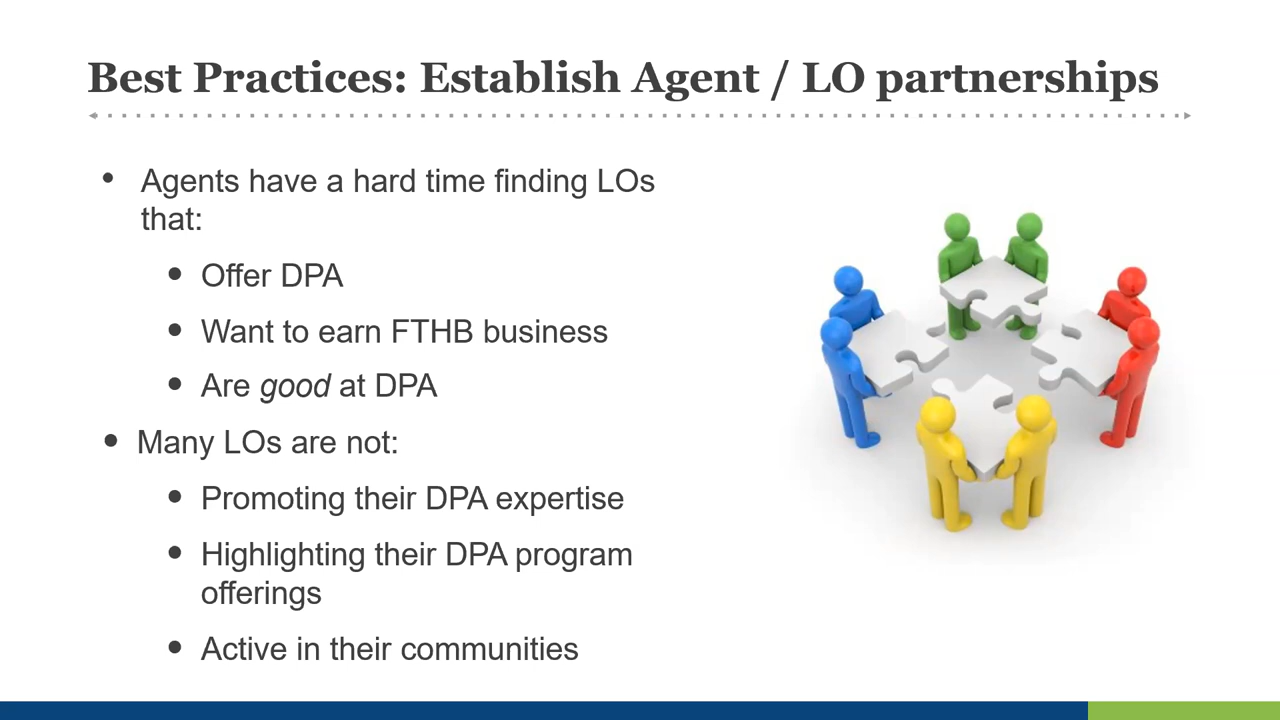 Best Practices: Establish Agent / LO partnerships
• Agents have a hard time finding LOs
that:
• Offer DPA
• Want to earn FTHB business
• Are good at DPA
• Many LOs are not:
• Promoting their DPA expertise
• Highlighting their DPA program
offerings
• Active in their communities